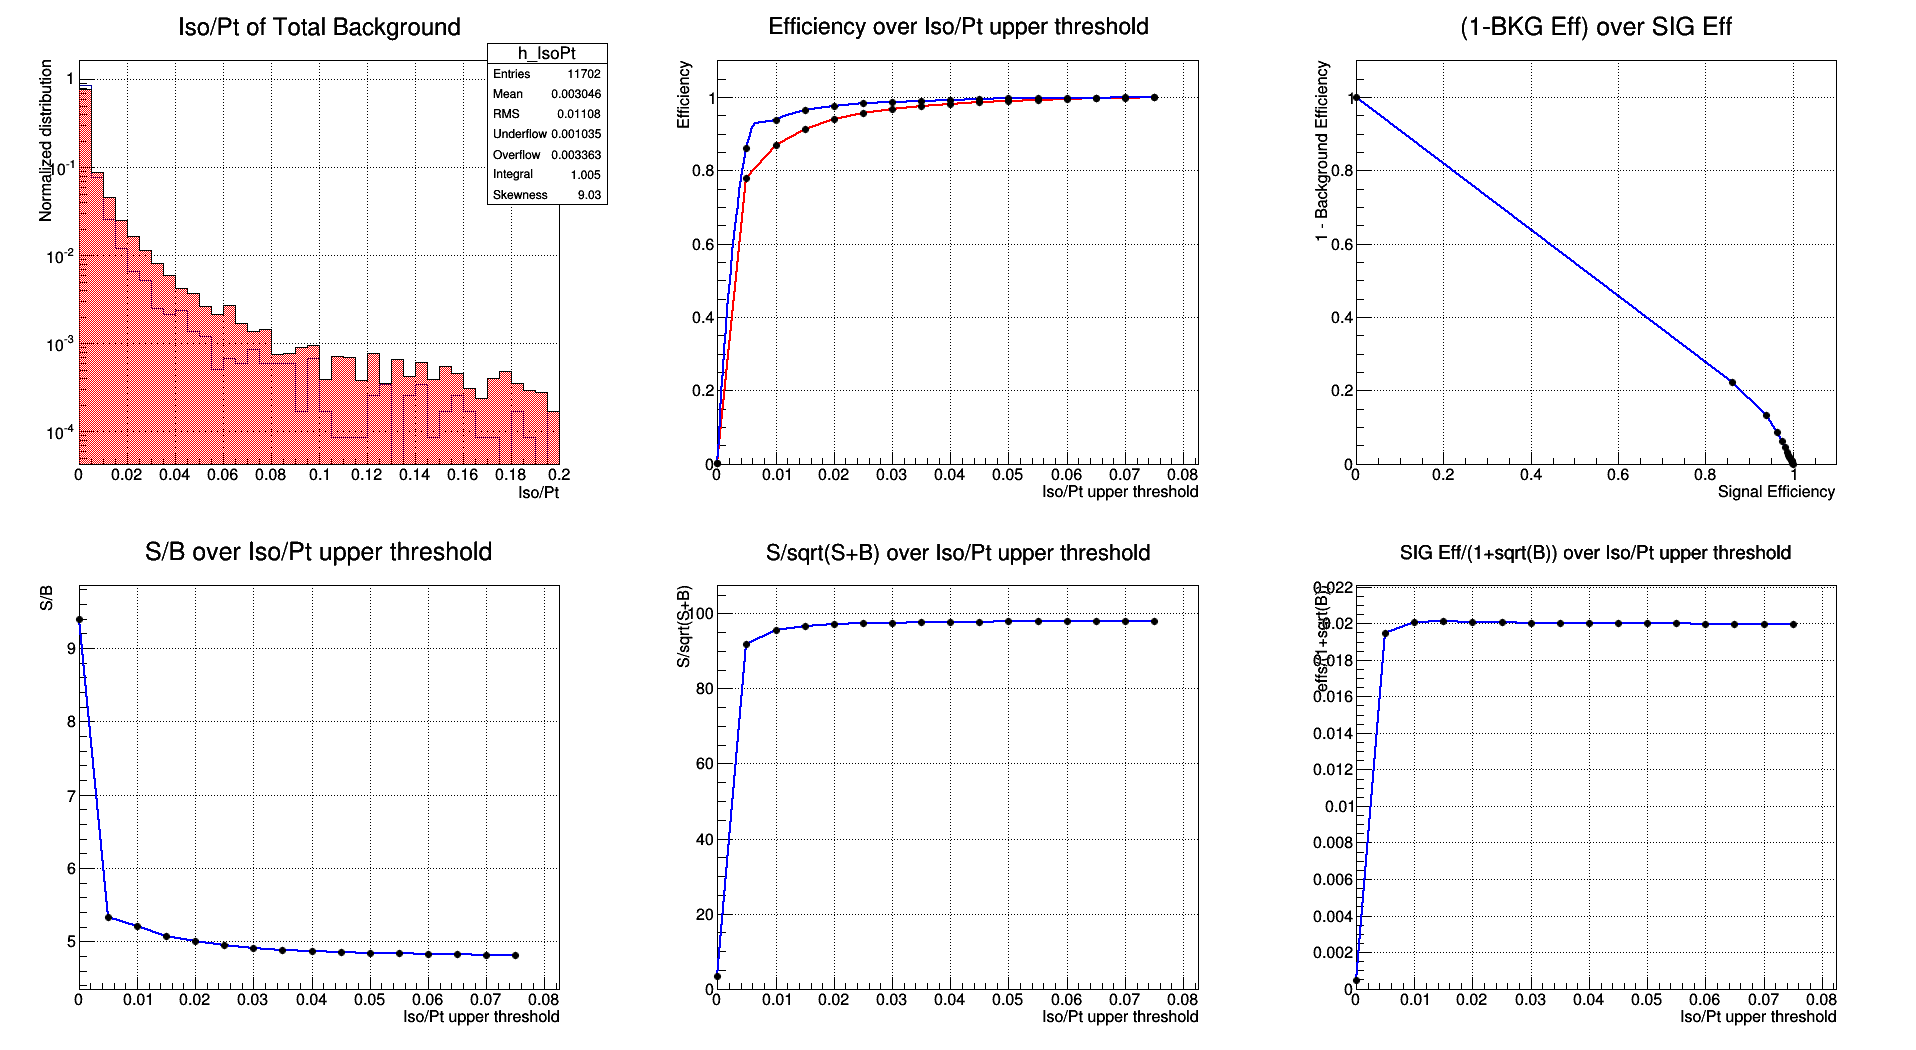 Iso/Pt of Total Background
h_IsoPt
Entries 11702
Mean 0.003046
RMS 0.01108
Underflow 0.001035
Overflow 0.003363
Integral 1.005
Skewness 9.03
Normalized distribution
1
10-1
10-2
10-3
10-4
0 0.02 0.04 0.06 0.08 0.1 0.12 0.14 0.16 0.18 0.2
Iso/Pt
Efficiency over Iso/Pt upper threshold
Efficiency
1
0.8
0.6
0.4
0.2
0
0 0.01 0.02 0.03 0.04 0.05 0.06 0.07 0.08
Iso/Pt upper threshold
(1-BKG Eff) over SIG Eff
1 - Background Efficiency
1
0.8
0.6
0.4
0.2
0
0 0.2 0.4 0.6 0.8 1
Signal Efficiency
S/B over Iso/Pt upper threshold
S/B
9
8
7
6
5
0 0.01 0.02 0.03 0.04 0.05 0.06 0.07 0.08
Iso/Pt upper threshold
S/sqrt(S+B) over Iso/Pt upper threshold
S/sqrt(S+B)
100
80
60
40
20
0
0 0.01 0.02 0.03 0.04 0.05 0.06 0.07 0.08
Iso/Pt upper threshold
SIG Eff/(1+sqrt(B)) over Iso/Pt upper threshold
effs/(1+sqrt(B))
0.022
0.02
0.018
0.016
0.014
0.012
0.01
0.008
0.006
0.004
0.002
0
0 0.01 0.02 0.03 0.04 0.05 0.06 0.07 0.08
Iso/Pt upper threshold